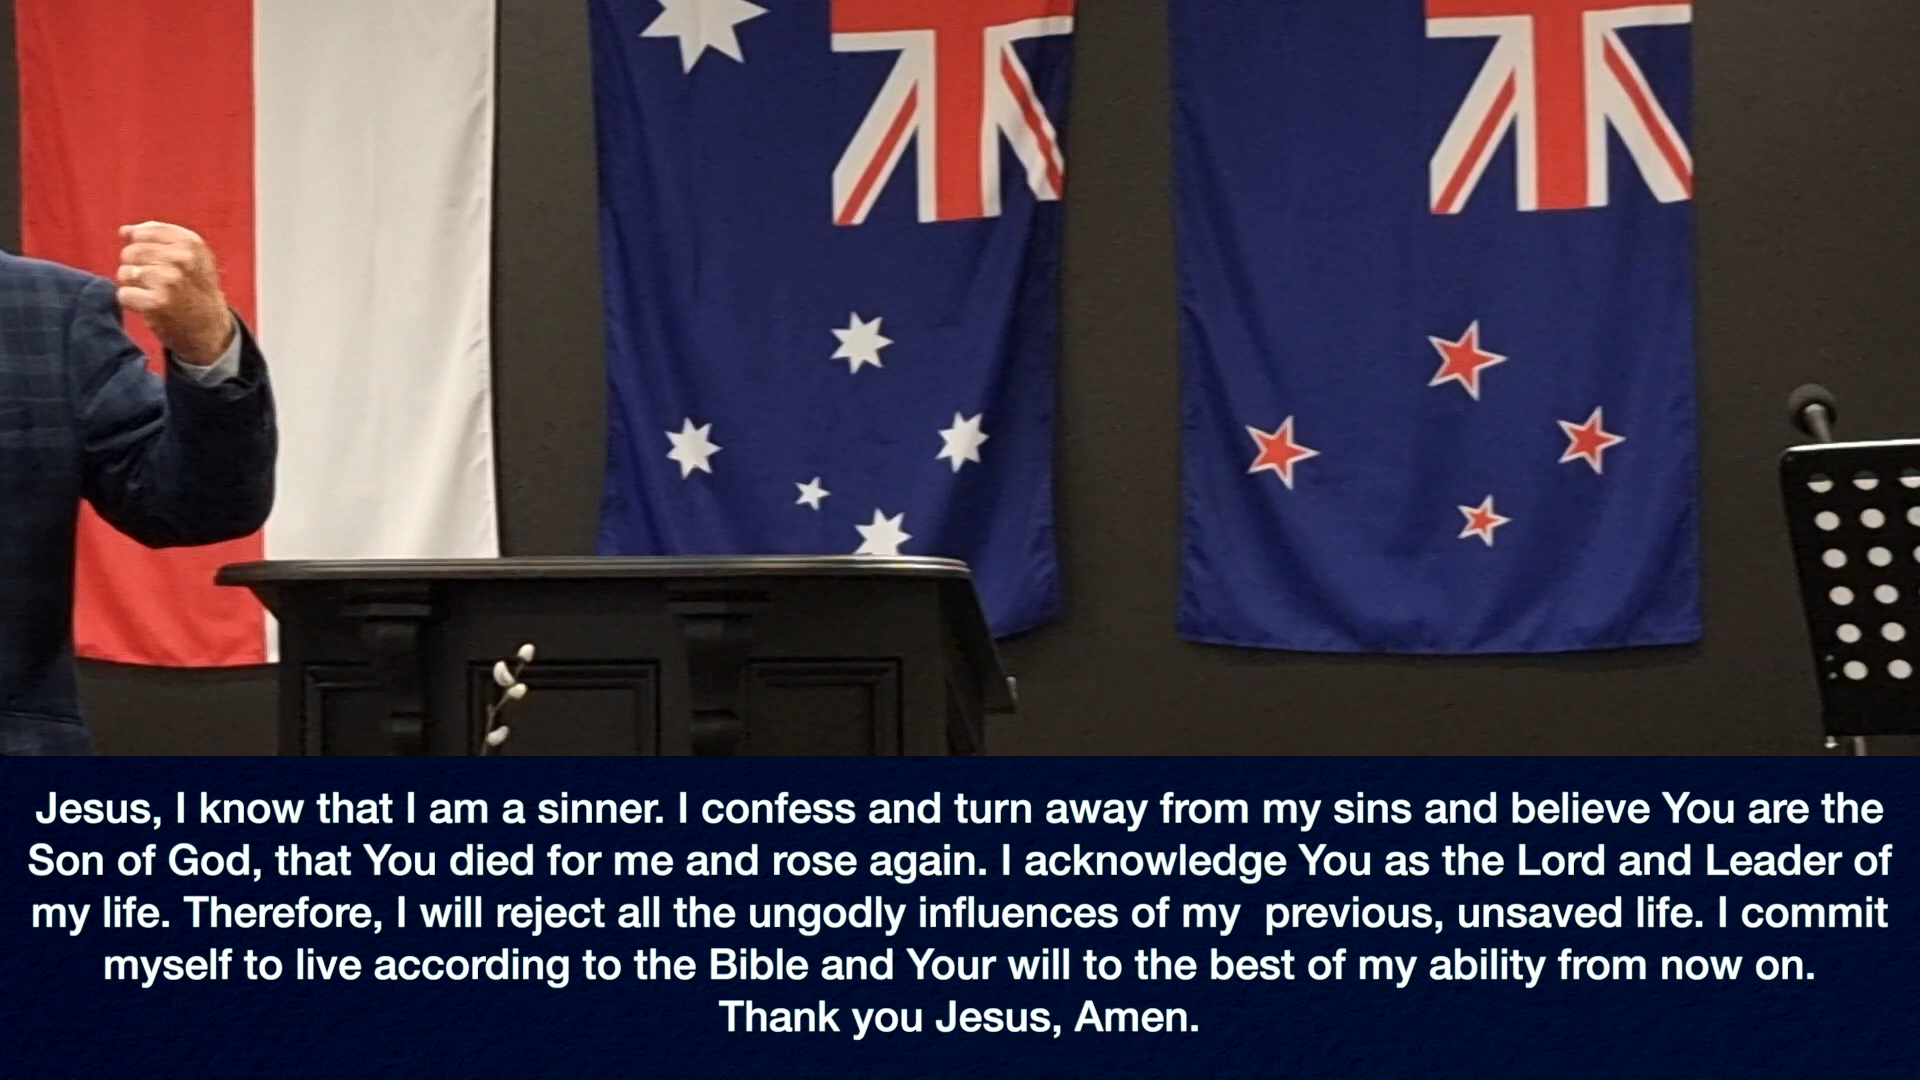 Jesus, I know that I am a sinner. I confess and turn away from my sins and believe You are the
Son of God, that You died for me and rose again. I acknowledge You as the Lord and Leader of
my life. Therefore, I will reject all the ungodly influences of my  previous, unsaved life. I commit
myself to live according to the Bible and Your will to the best of my ability from now on.
Thank you Jesus, Amen.